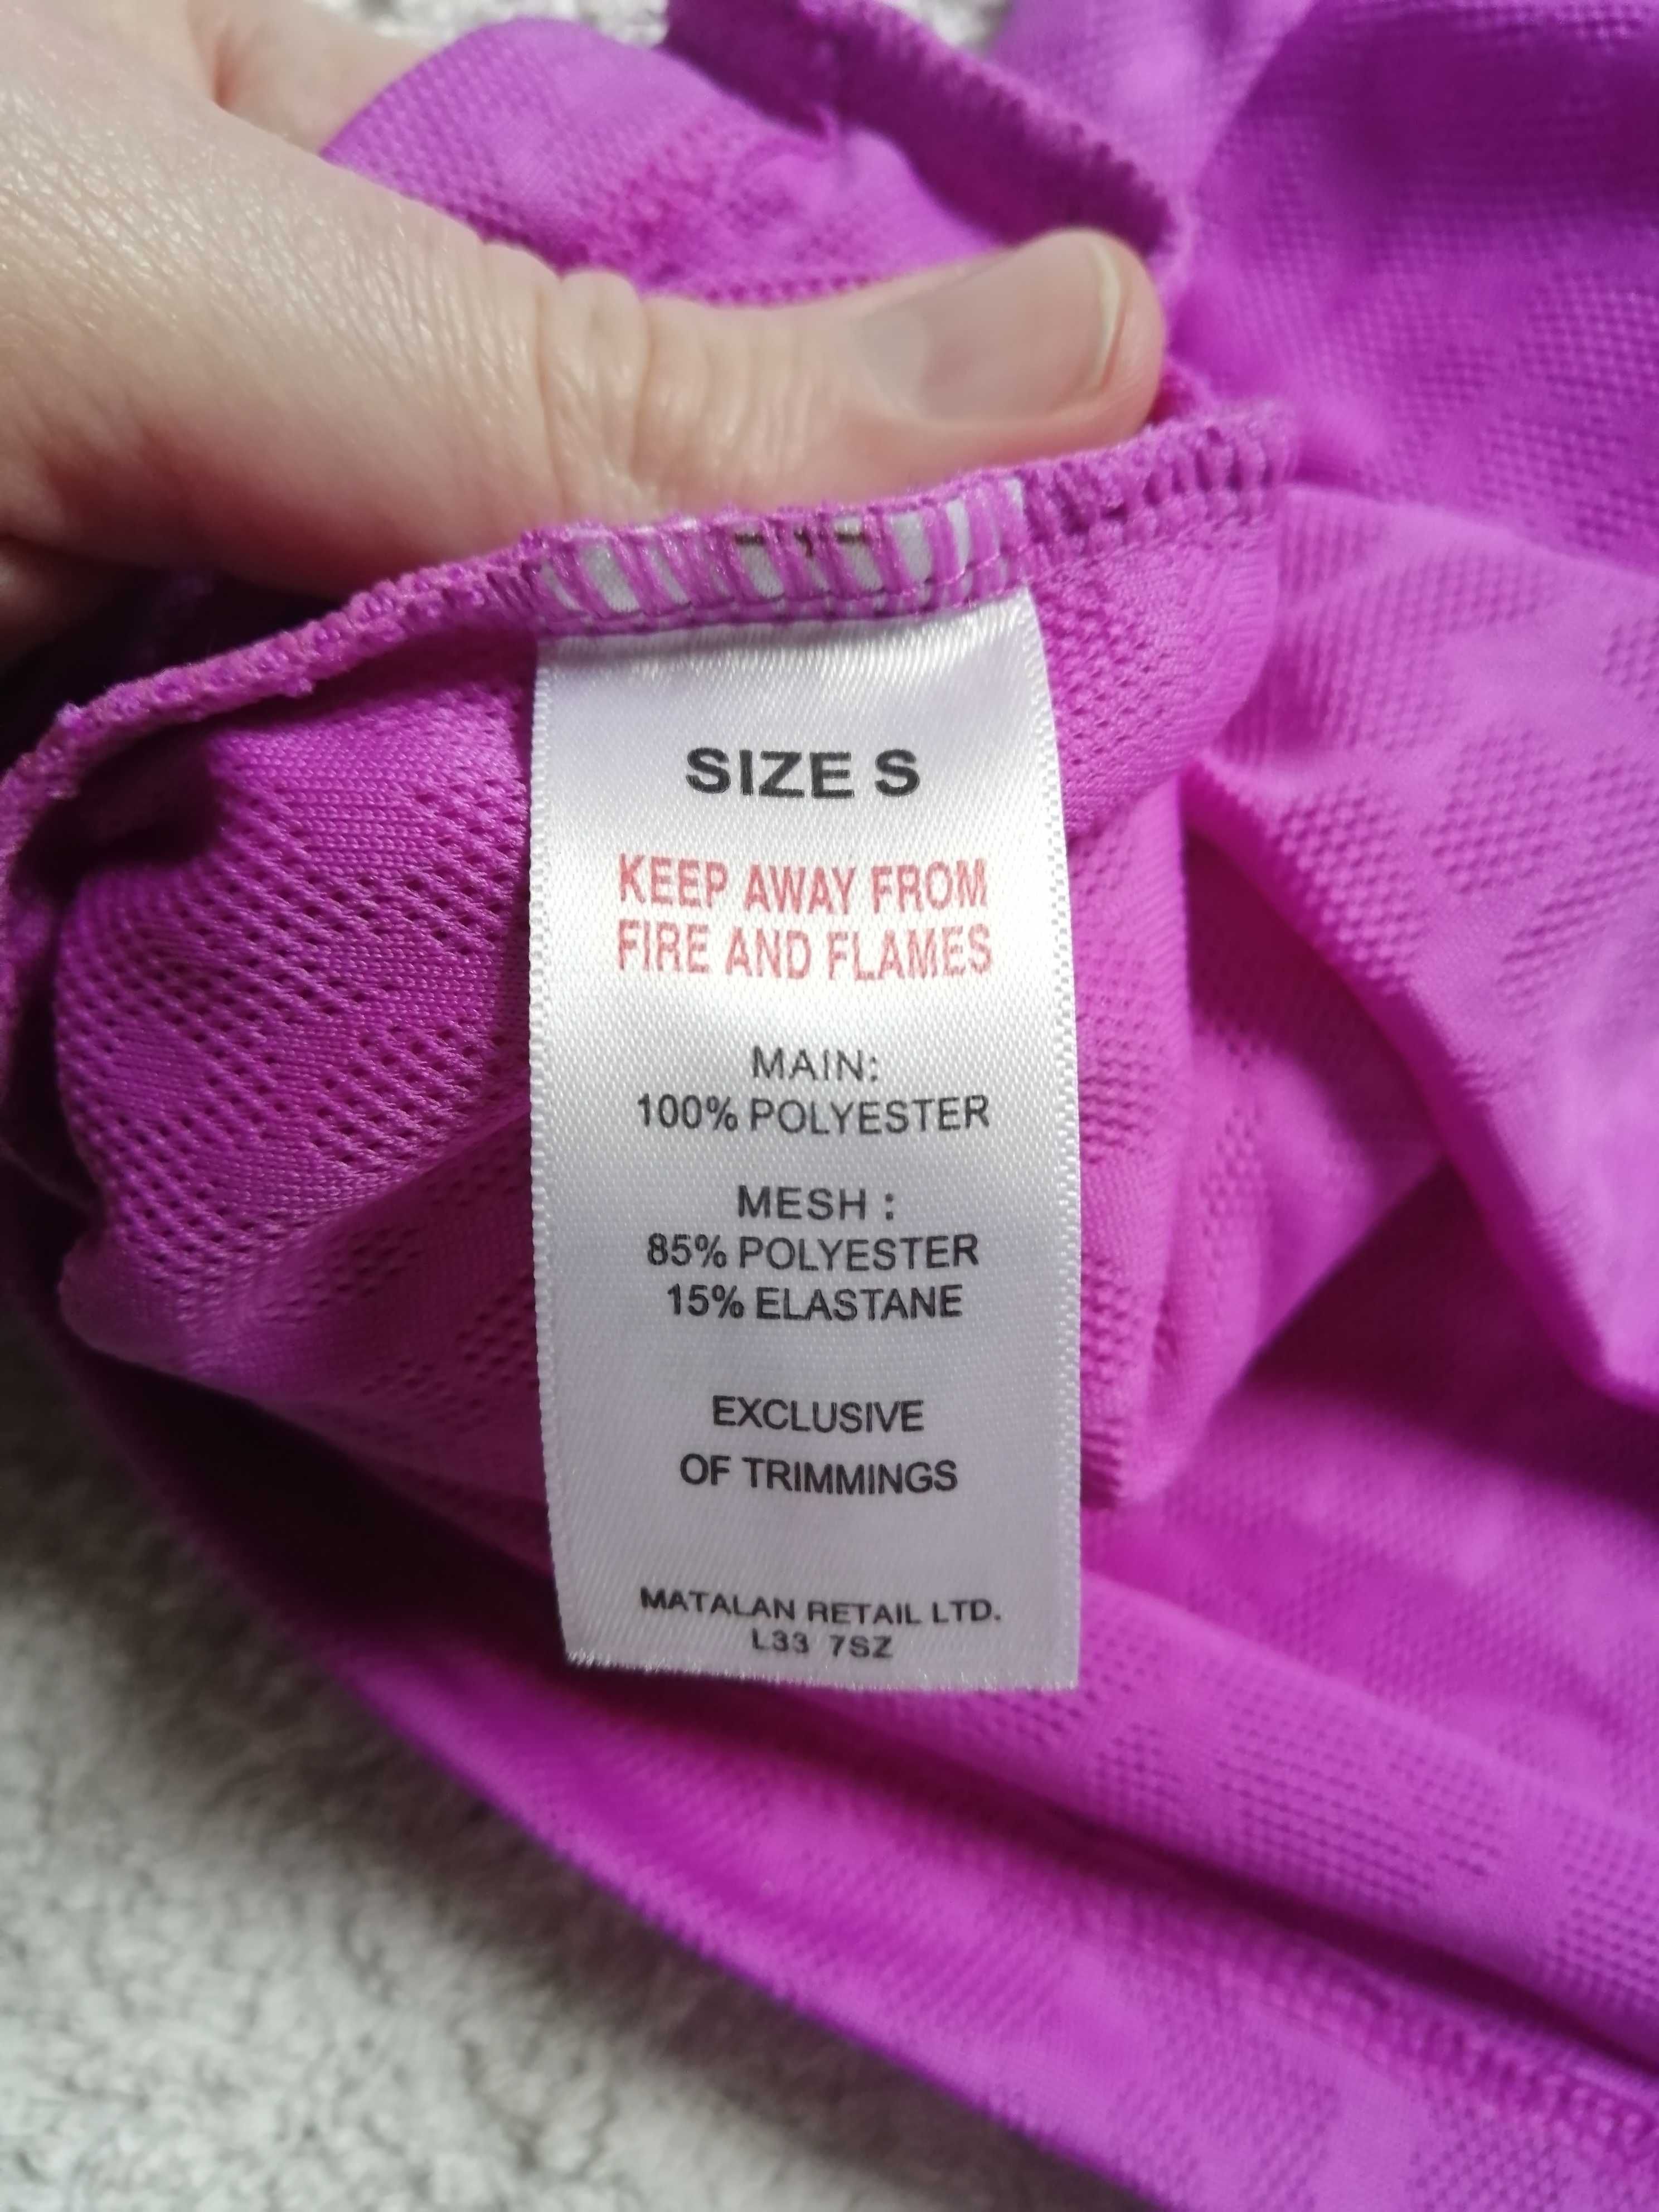 SIZE S
KEEP AWAY FROM
FIRE AND FLAMES
MAIN:
100% POLYESTER
MESH :
85% POLYESTER
15% ELASTANE
EXCLUSIVE
OF TRIMMINGS
MATALAN RETAIL LTD.
L33 7SZ